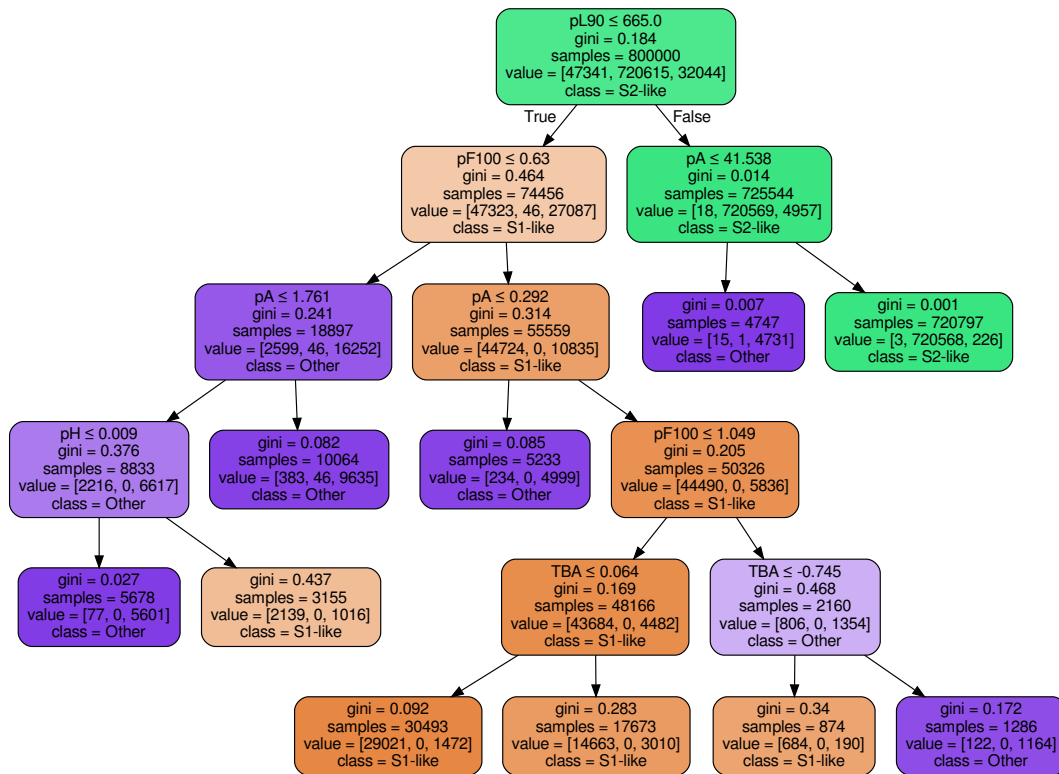 pL90 ≤ 665.0
gini = 0.184
samples = 800000
value = [47341, 720615, 32044]
class = S2-like
True
False
pF100 ≤ 0.63
gini = 0.464
samples = 74456
value = [47323, 46, 27087]
class = S1-like
pA ≤ 41.538
gini = 0.014
samples = 725544
value = [18, 720569, 4957]
class = S2-like
pA ≤ 1.761
gini = 0.241
samples = 18897
value = [2599, 46, 16252]
class = Other
pA ≤ 0.292
gini = 0.314
samples = 55559
value = [44724, 0, 10835]
class = S1-like
gini = 0.007
samples = 4747
value = [15, 1, 4731]
class = Other
gini = 0.001
samples = 720797
value = [3, 720568, 226]
class = S2-like
pH ≤ 0.009
gini = 0.376
samples = 8833
value = [2216, 0, 6617]
class = Other
gini = 0.082
samples = 10064
value = [383, 46, 9635]
class = Other
gini = 0.085
samples = 5233
value = [234, 0, 4999]
class = Other
pF100 ≤ 1.049
gini = 0.205
samples = 50326
value = [44490, 0, 5836]
class = S1-like
gini = 0.027
samples = 5678
value = [77, 0, 5601]
class = Other
gini = 0.437
samples = 3155
value = [2139, 0, 1016]
class = S1-like
TBA ≤ 0.064
gini = 0.169
samples = 48166
value = [43684, 0, 4482]
class = S1-like
TBA ≤ -0.745
gini = 0.468
samples = 2160
value = [806, 0, 1354]
class = Other
gini = 0.092
samples = 30493
value = [29021, 0, 1472]
class = S1-like
gini = 0.283
samples = 17673
value = [14663, 0, 3010]
class = S1-like
gini = 0.34
samples = 874
value = [684, 0, 190]
class = S1-like
gini = 0.172
samples = 1286
value = [122, 0, 1164]
class = Other